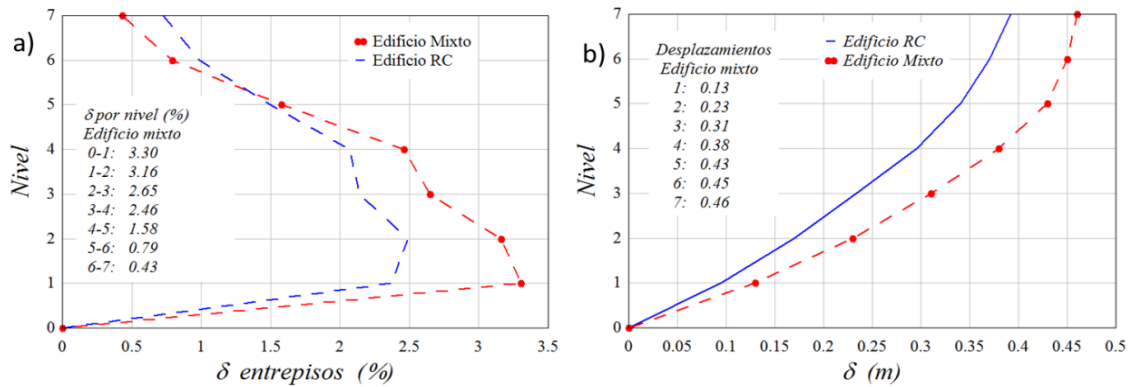 a)
7
6
5
4
3
2
1
0
Nivel
Edificio Mixto
Edificio RC
δ por nivel (%)
Edificio mixto
0-1: 3.30
1-2: 3.16
2-3: 2.65
3-4: 2.46
4-5: 1.58
5-6: 0.79
6-7: 0.43
0 0.5 1 1.5 2 2.5 3 3.5
δ entrepisos (%)
b)
7
6
5
4
3
2
1
0
Nivel
Desplazamientos
Edificio mixto
1: 0.13
2: 0.23
3: 0.31
4: 0.38
5: 0.43
6: 0.45
7: 0.46
Edificio RC
Edificio Mixto
0 0.05 0.1 0.15 0.2 0.25 0.3 0.35 0.4 0.45 0.5
δ (m)